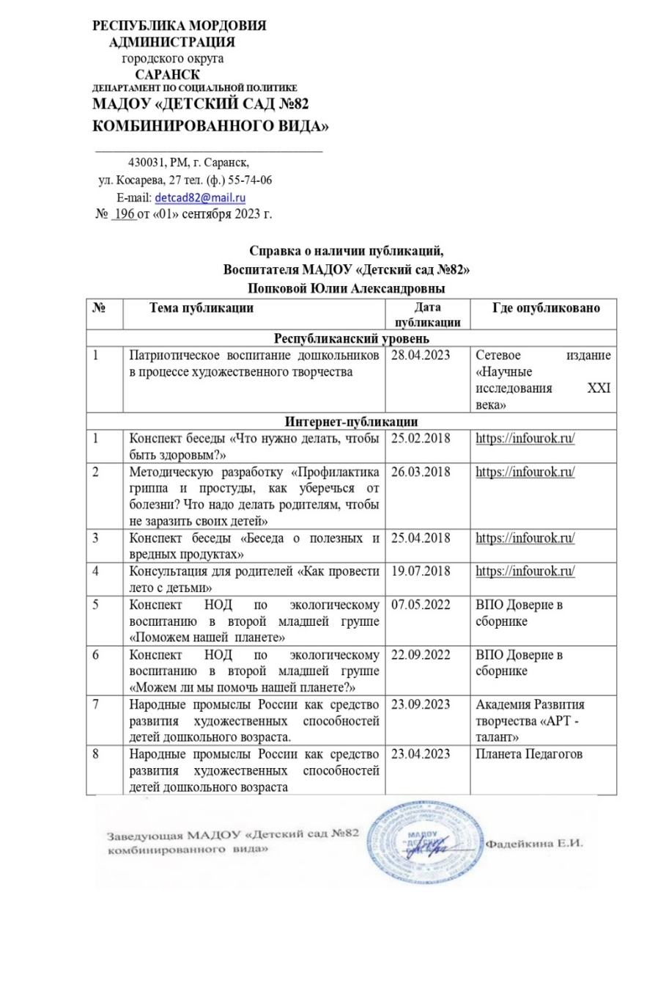 РЕСПУБЛИКА МОРДОВИЯ
АДМИНИСТРАЦИЯ
городского округа
САРАНСК
ДЕПАРТАМЕНТ ПО СОЦИАЛЬНОЙ ПОЛИТИКЕ
МАДОУ «ДЕТСКИЙ САД №82
КОМБИНИРОВАННОГО ВИДА»
430031, РМ, г. Саранск,
ул. Косарева, 27 тел. (ф.) 55-74-06
E-mail: detcad82@mail.ru
№ 196 от «01» сентября 2023 г.
Справка о наличии публикаций,
Воспитателя МАДОУ «Детский сад №82»
Попковой Юлии Александровны
№ Тема публикации Дата Где опубликовано
публикации
Республиканский уровень
1 Патриотическое воспитание дошкольников 28.04.2023 Сетевое издание
в процессе художественного творчества «Научные
исследования XXI
века»
Интернет-публикации
1 Конспект беседы «Что нужно делать, чтобы 25.02.2018 https://infourok.ru/
быть здоровым?»
2 Методическую разработку «Профилактика 26.03.2018 https://infourok.ru/
гриппа и простуды, как уберечься от
болезни? Что надо делать родителям, чтобы
не заразить своих детей»
3 Конспект беседы «Беседа о полезных и 25.04.2018 https://infourok.ru/
вредных продуктах»
4 Консультация для родителей «Как провести 19.07.2018 https://infourok.ru/
лето с детьми»
5 Конспект НОД по экологическому 07.05.2022 ВПО Доверие в
воспитанию в второй младшей группе сборнике
«Поможем нашей планете»
6 Конспект НОД по экологическому 22.09.2022 ВПО Доверие в
воспитанию в второй младшей группе сборнике
«Можем ли мы помочь нашей планете?»
7 Народные промыслы России как средство 23.09.2023 Академия Развития
развития художественных способностей творчества «АРТ -
детей дошкольного возраста. талант»
8 Народные промыслы России как средство 23.04.2023 Планета Педагогов
развития художественных способностей
детей дошкольного возраста
Заведующая МАДОУ «Детский сад №82
комбинированного вида»
МАДОУ
Фадейкина Е.И.